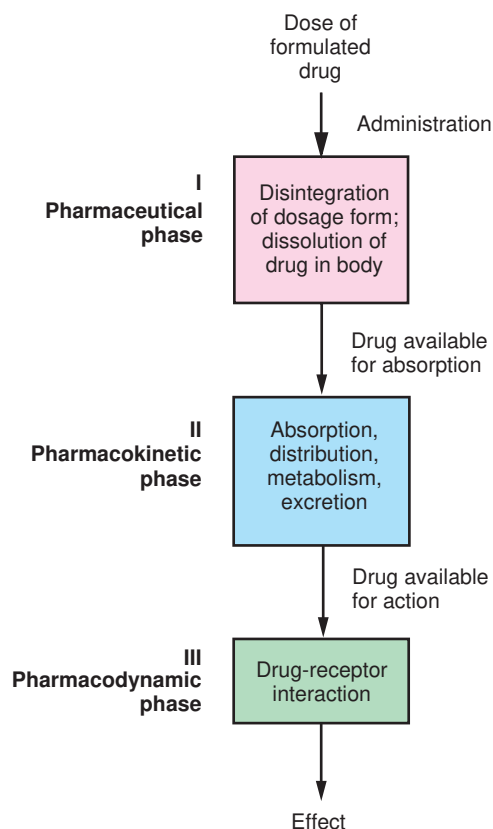 Dose of
formulated
drug
Administration
I
Pharmaceutical
phase
Disintegration
of dosage form;
dissolution of
drug in body
Drug available
for absorption
II
Pharmacokinetic
phase
Absorption,
distribution,
metabolism,
excretion
Drug available
for action
III
Pharmacodynamic
phase
Drug-receptor
interaction
Effect